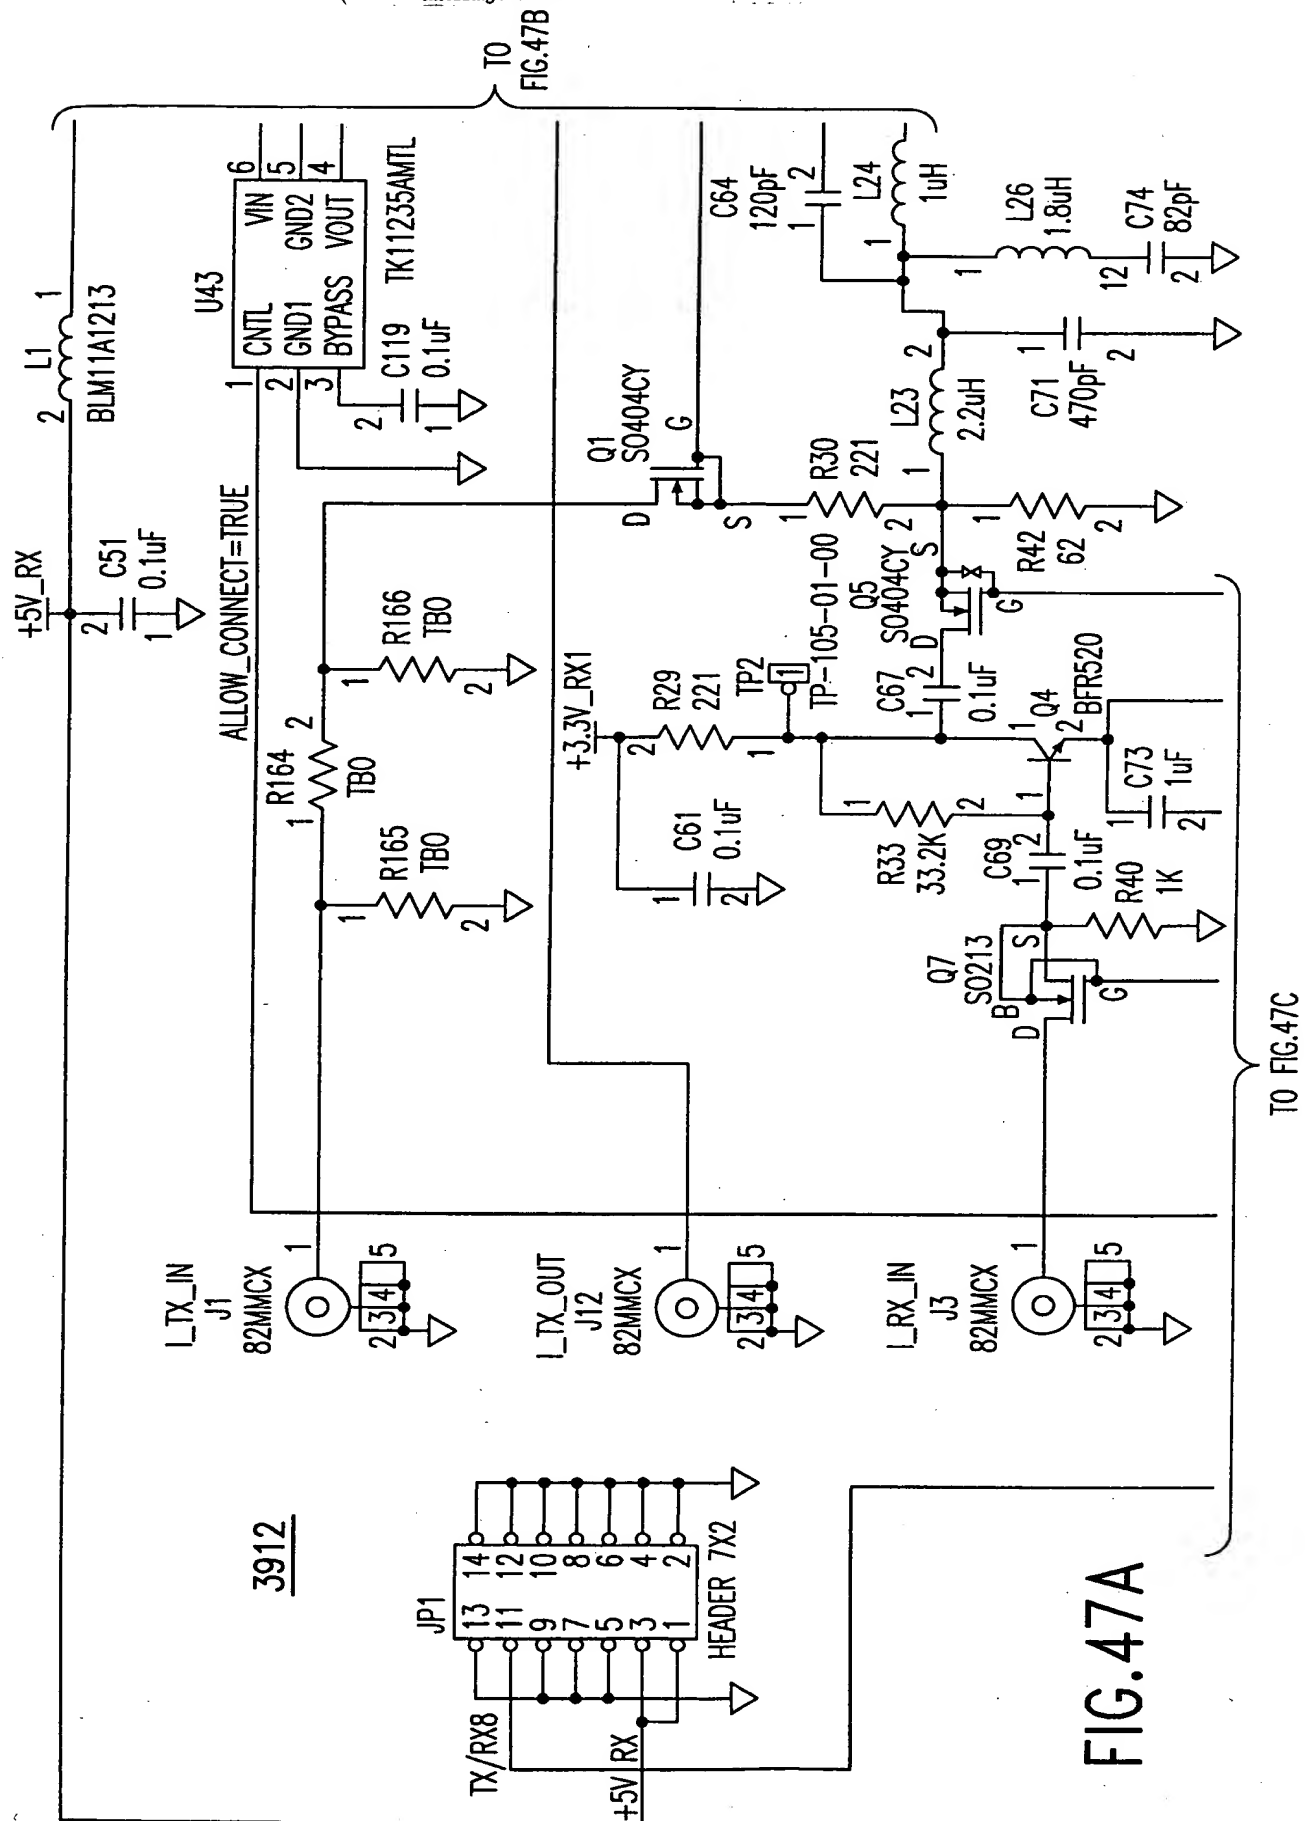 TO
FIG.47B
+5V_RX
2
L1
1
BLM11A1213
2
C51
0.1uF
1
U43
1
CNTL
VIN
6
2
GND1
GND2
5
3
BYPASS
VOUT
4
TK11235AMTL
2
C119
0.1uF
1
ALLOW_CONNECT=TRUE
I_TX_IN
J1
82MMCX
1
2
3
4
5
1
R164
2
TBO
1
R165
TBO
2
1
R166
TBO
2
D
Q1
SO404CY
G
S
1
R30
221
2
I_TX_OUT
J12
82MMCX
1
2
3
4
5
+3.3V_RX1
2
R29
221
1
1
C61
0.1uF
2
TP2
1
TP-105-01-00
1
C67
2
0.1uF
Q5
SO404CY
D
S
G
1
R42
62
2
1
L23
2
2.2uH
1
C71
470pF
2
C64
120pF
1
2
1
L24
1uH
1
L26
1.8uH
12
C74
82pF
2
1
R33
33.2K
2
1
Q4
BFR520
1
2
1
C73
1uF
2
I_RX_IN
J3
82MMCX
1
2
3
4
5
Q7
SO213
B
D
S
G
1
C69
2
0.1uF
R40
1K
3912
JP1
13
14
11
12
9
10
7
8
5
6
3
4
1
2
HEADER 7X2
TX/RX8
+5V RX
TO FIG.47C
FIG.47A